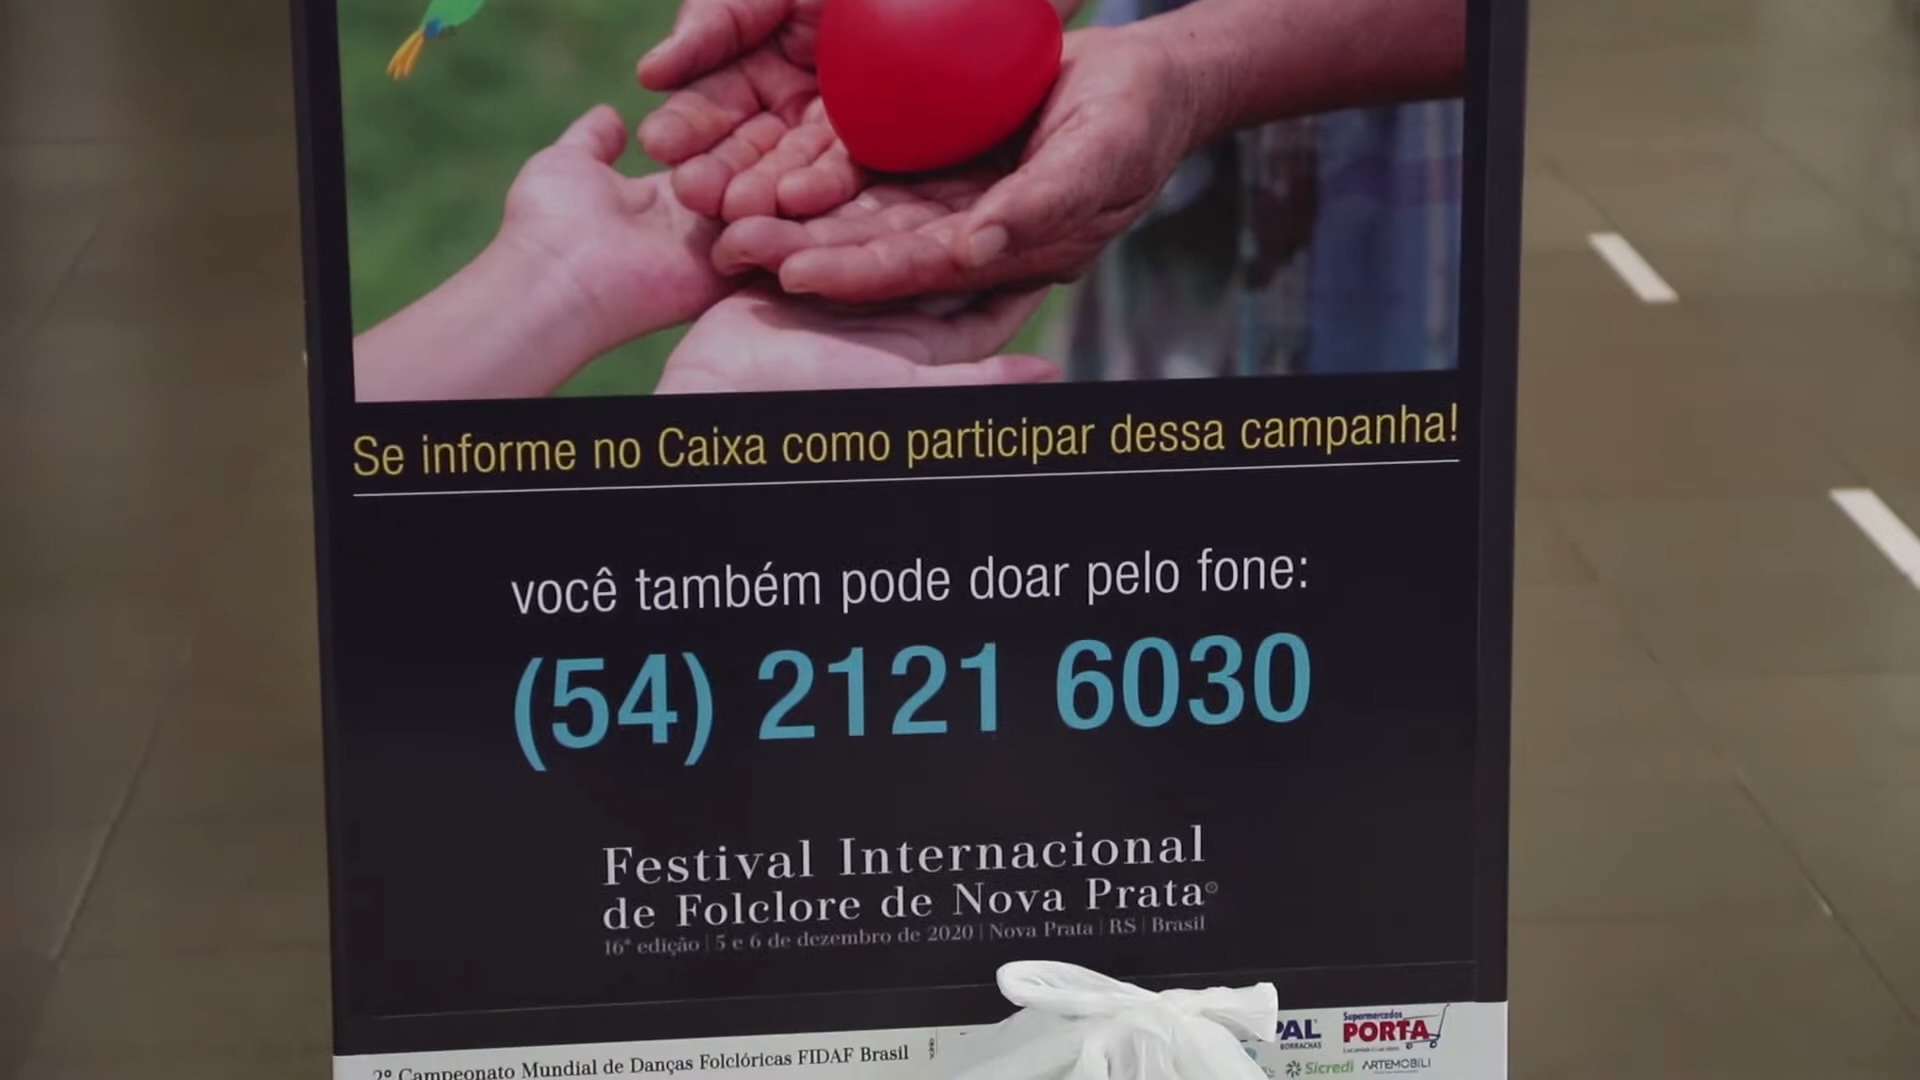 Se informe no Caixa como participar dessa campanha!
você também pode doar pelo fone:
(54) 2121 6030
Festival Internacional
de Folclore de Nova Prata®
16ª edição | 5 e 6 de dezembro de 2020 | Nova Prata | RS | Brasil
2º Campeonato Mundial de Danças Folclóricas FIDAF Brasil
PAL
BORRACHAS
Supermercados
PORTA
Sicredi
ARTEMOBILI